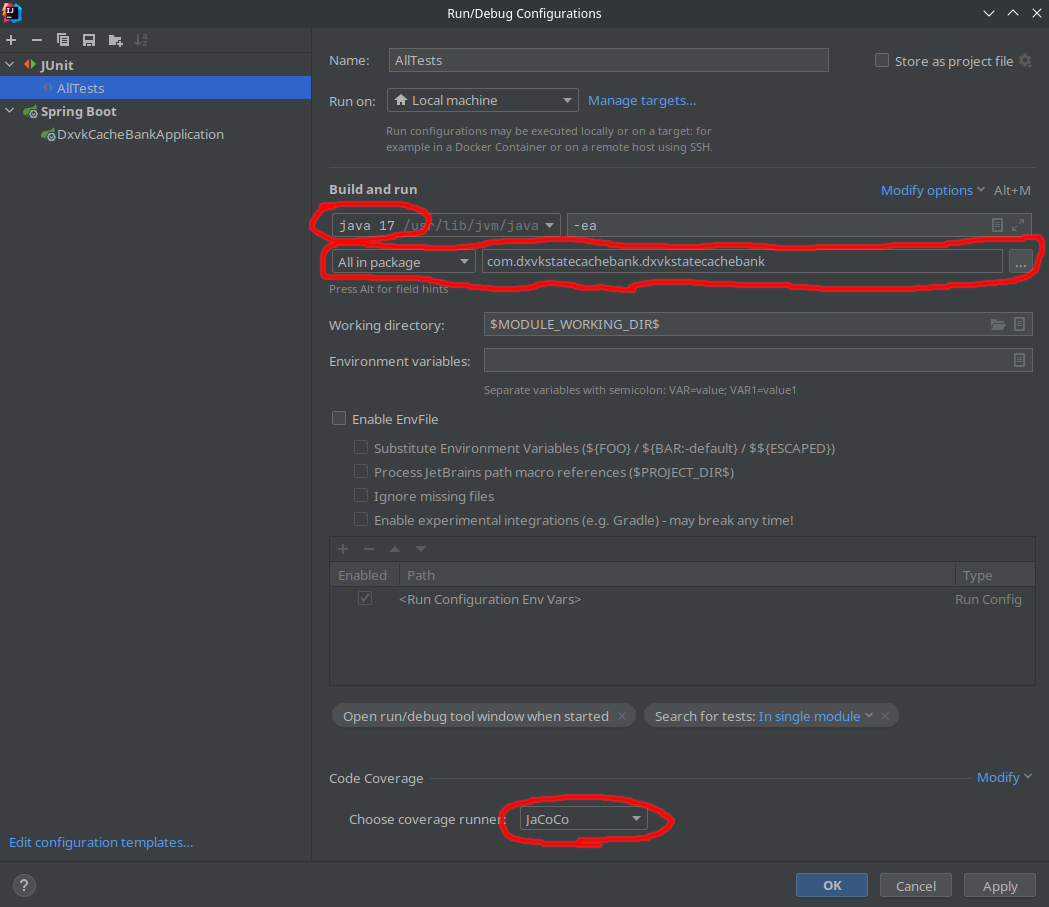 Run/Debug Configurations
JUnit
AllTests
Spring Boot
DxvkCacheBankApplication
Edit configuration templates...
Name: AllTests Store as project file
Run on: Local machine Manage targets...
Run configurations may be executed locally or on a target: for
example in a Docker Container or on a remote host using SSH.
Build and run Modify options Alt+M
java 17 /usr/lib/jvm/java -ea
All in package com.dxvkstatecachebank.dxvkstatecachebank ...
Press Alt for field hints
Working directory: $MODULE_WORKING_DIR$
Environment variables:
Separate variables with semicolon: VAR=value; VAR1=value1
Enable EnvFile
Substitute Environment Variables (${FOO} / ${BAR:-default} / $${ESCAPED})
Process JetBrains path macro references ($PROJECT_DIR$)
Ignore missing files
Enable experimental integrations (e.g. Gradle) - may break any time!
Enabled Path Type
<Run Configuration Env Vars> Run Config
Open run/debug tool window when started Search for tests: In single module
Code Coverage Modify
Choose coverage runner: JaCoCo
? OK Cancel Apply